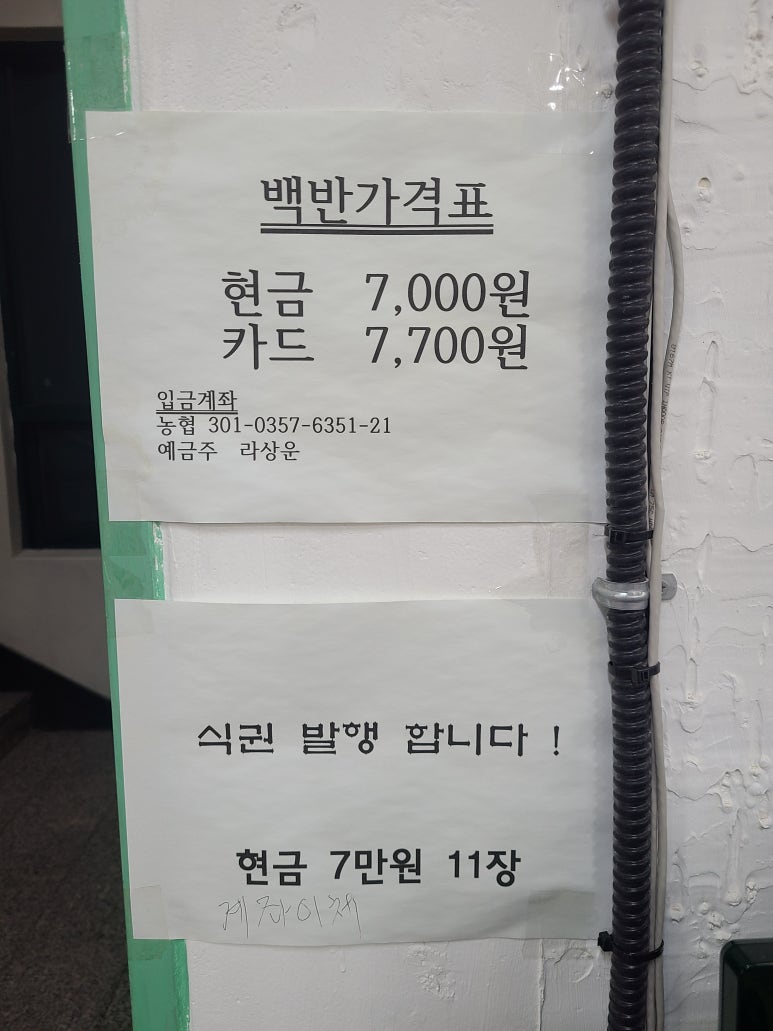 백반가격표
현금 7,000원
카드 7,700원
입금계좌
농협 301-0357-6351-21
예금주 라상운
식권 발행 합니다 !
현금 7만원 11장
계좌이체